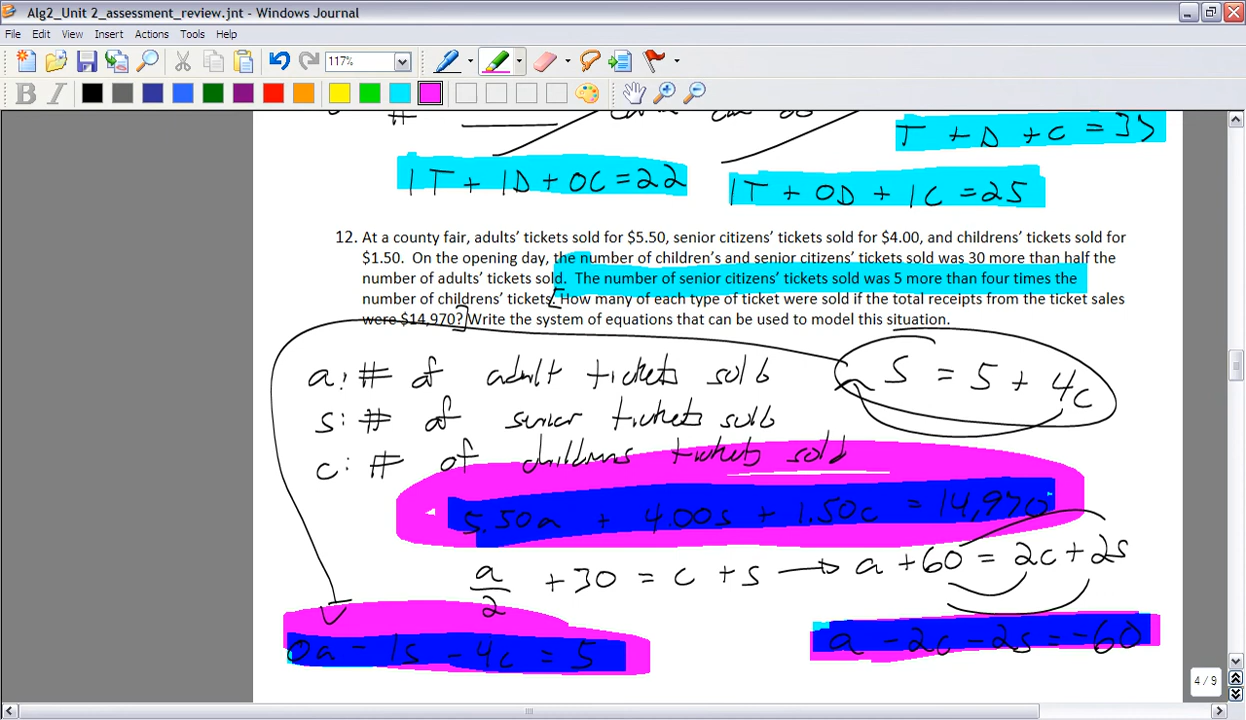 Alg2_Unit 2_assessment_review.jnt - Windows Journal
File Edit View Insert Actions Tools Help
117%
B I
T + D + C = 35
1T + 1D + 0C = 22
1T + 0D + 1C = 25
12. At a county fair, adults' tickets sold for $5.50, senior citizens' tickets sold for $4.00, and childrens' tickets sold for
$1.50. On the opening day, the number of children's and senior citizens' tickets sold was 30 more than half the
number of adults' tickets sold. The number of senior citizens' tickets sold was 5 more than four times the
number of childrens' tickets. How many of each type of ticket were sold if the total receipts from the ticket sales
were $14,970? Write the system of equations that can be used to model this situation.
a: # of adult tickets sold
S = 5 + 4c
s: # of senior tickets sold
c: # of childrens tickets sold
5.50a + 4.00s + 1.50c = 14,970
a/2 + 30 = c + s → a + 60 = 2c + 2s
0a - 1s - 4c = 5
a - 2c - 2s = -60
4 / 9